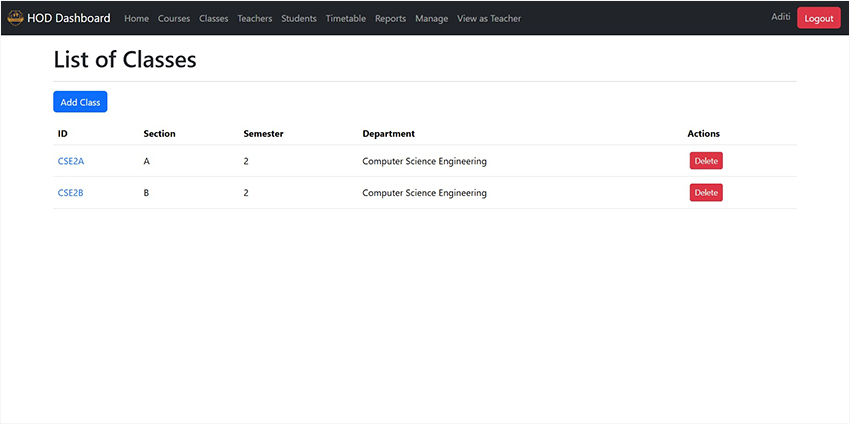 HOD Dashboard Home Courses Classes Teachers Students Timetable Reports Manage View as Teacher Aditi Logout
List of Classes
Add Class
ID Section Semester Department Actions
CSE2A A 2 Computer Science Engineering Delete
CSE2B B 2 Computer Science Engineering Delete